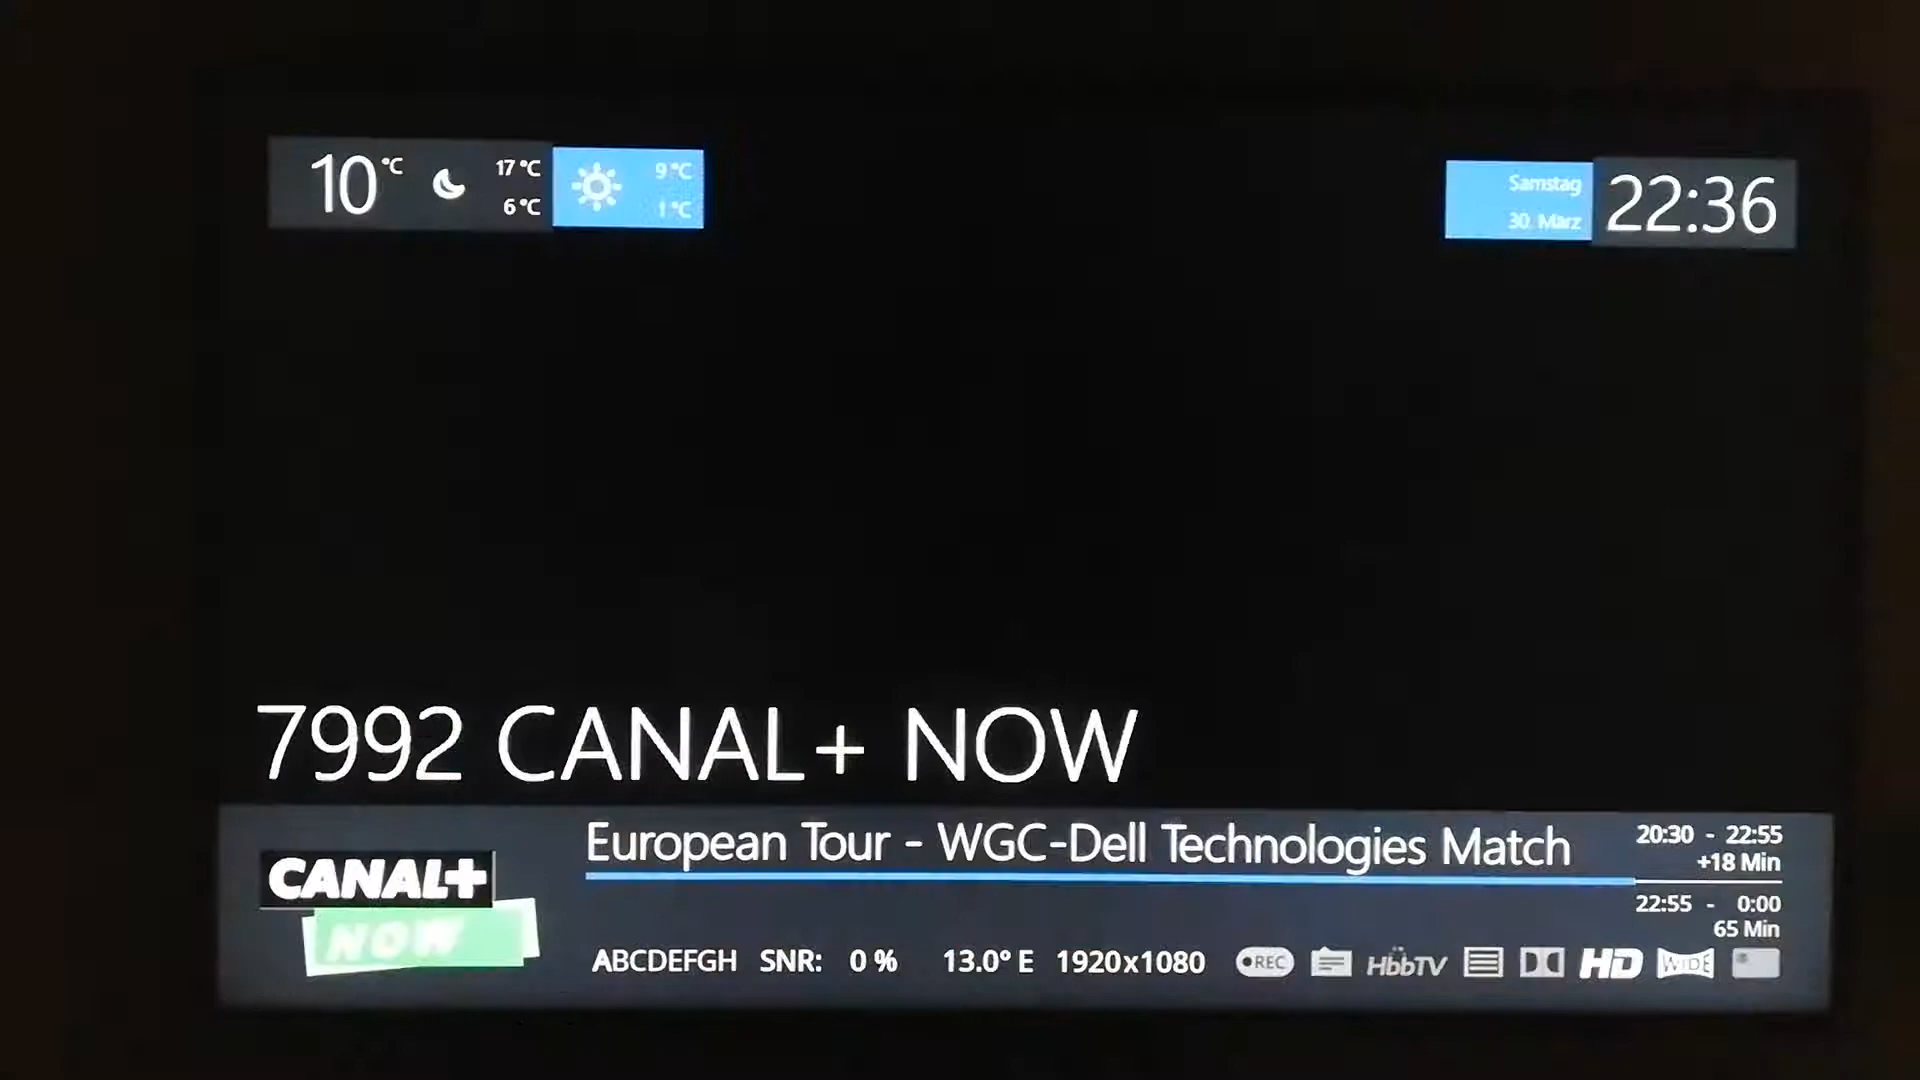 10 °C
17 °C
6 °C
9 °C
1 °C
Samstag
30. März
22:36
7992 CANAL+ NOW
CANAL+
NOW
European Tour - WGC-Dell Technologies Match
20:30 - 22:55
+18 Min
22:55 - 0:00
65 Min
ABCDEFGH SNR: 0 % 13.0° E 1920x1080 REC HbbTV HD WIDE